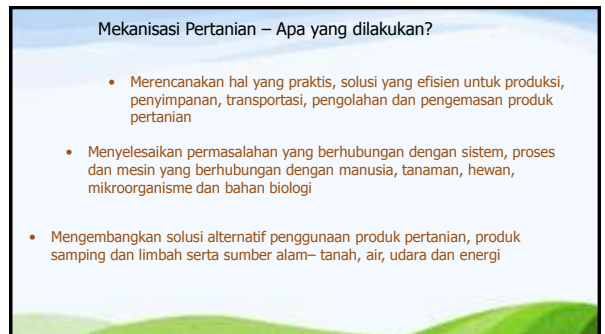 Mekanisasi Pertanian – Apa yang dilakukan?
• Merencanakan hal yang praktis, solusi yang efisien untuk produksi,
penyimpanan, transportasi, pengolahan dan pengemasan produk
pertanian
• Menyelesaikan permasalahan yang berhubungan dengan sistem, proses
dan mesin yang berhubungan dengan manusia, tanaman, hewan,
mikroorganisme dan bahan biologi
• Mengembangkan solusi alternatif penggunaan produk pertanian, produk
samping dan limbah serta sumber alam– tanah, air, udara dan energi